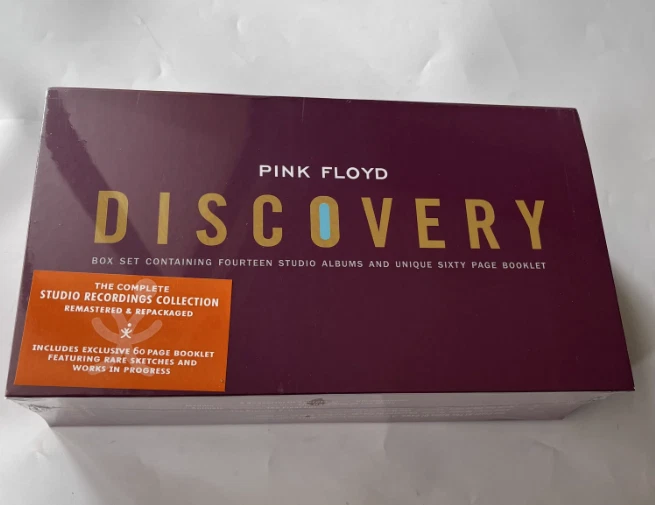 PINK FLOYD
DISCOVERY
BOX SET CONTAINING FOURTEEN STUDIO ALBUMS AND UNIQUE SIXTY PAGE BOOKLET
THE COMPLETE
STUDIO RECORDINGS COLLECTION
REMASTERED & REPACKAGED
INCLUDES EXCLUSIVE 60 PAGE BOOKLET
FEATURING RARE SKETCHES AND
WORKS IN PROGRESS